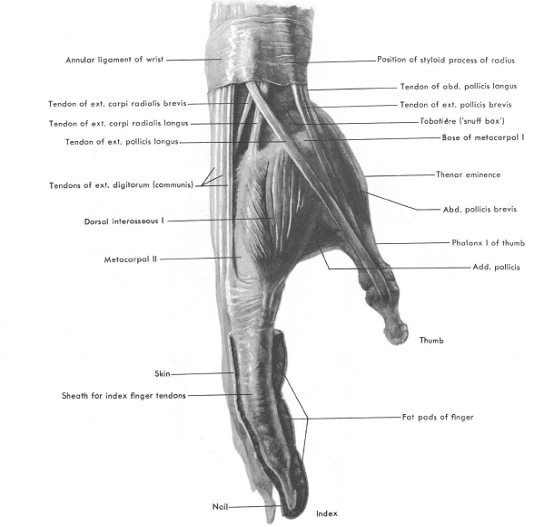 Annular ligament of wrist
Position of styloid process of radius
Tendon of abd. pollicis longus
Tendon of ext. carpi radialis brevis
Tendon of ext. pollicis brevis
Tendon of ext. carpi radialis longus
Tabatière ('snuff box')
Tendon of ext. pollicis longus
Base of metacarpal I
Thenar eminence
Tendons of ext. digitorum (communis)
Abd. pollicis brevis
Dorsal interosseous I
Phalanx I of thumb
Metacarpal II
Add. pollicis
Thumb
Skin
Sheath for index finger tendons
Fat pads of finger
Nail
Index